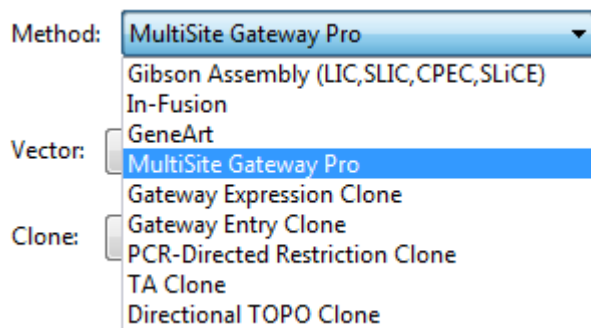 Method: MultiSite Gateway Pro
Gibson Assembly (LIC,SLIC,CPEC,SLiCE)
In-Fusion
GeneArt
Vector:
MultiSite Gateway Pro
Gateway Expression Clone
Gateway Entry Clone
Clone:
PCR-Directed Restriction Clone
TA Clone
Directional TOPO Clone